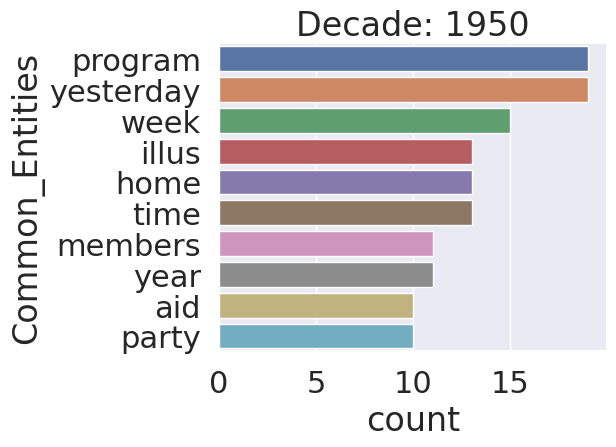 Decade: 1950
Common_Entities
program
yesterday
week
illus
home
time
members
year
aid
party
0 5 10 15
count